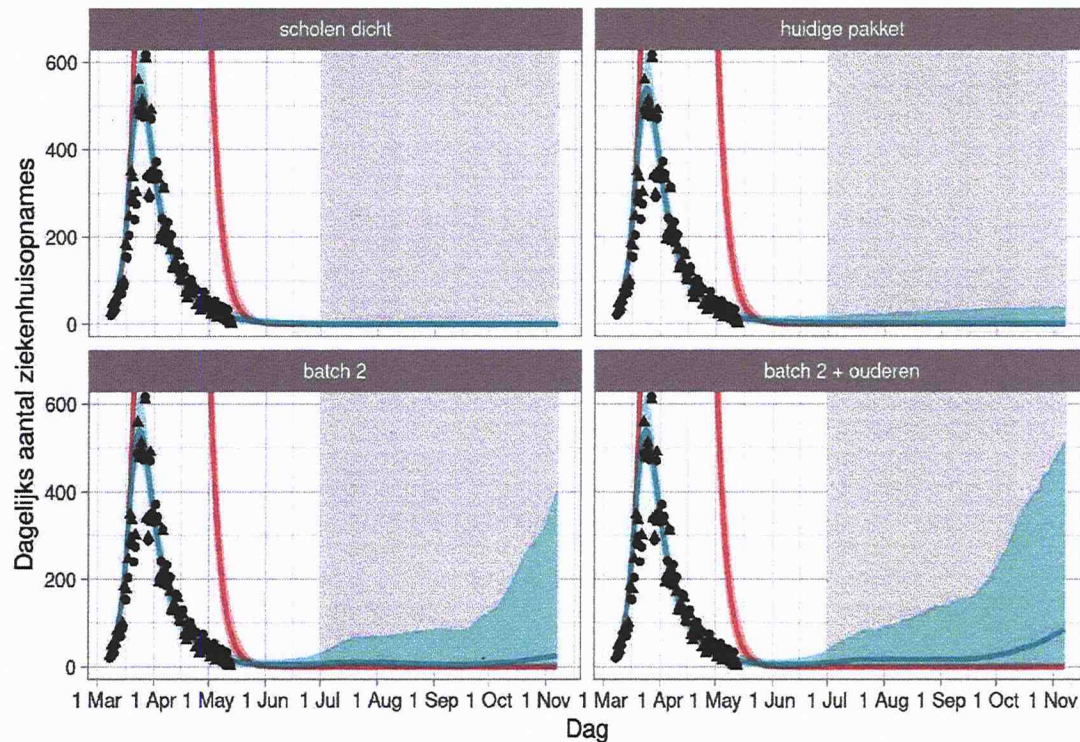 scholen dicht
huidige pakket
600
400
200
0
batch 2
batch 2 + ouderen
600
400
200
0
1 Mar 1 Apr 1 May 1 Jun 1 Jul 1 Aug 1 Sep 1 Oct 1 Nov
1 Mar 1 Apr 1 May 1 Jun 1 Jul 1 Aug 1 Sep 1 Oct 1 Nov
Dag
Dagelijks aantal ziekenhuisopnames